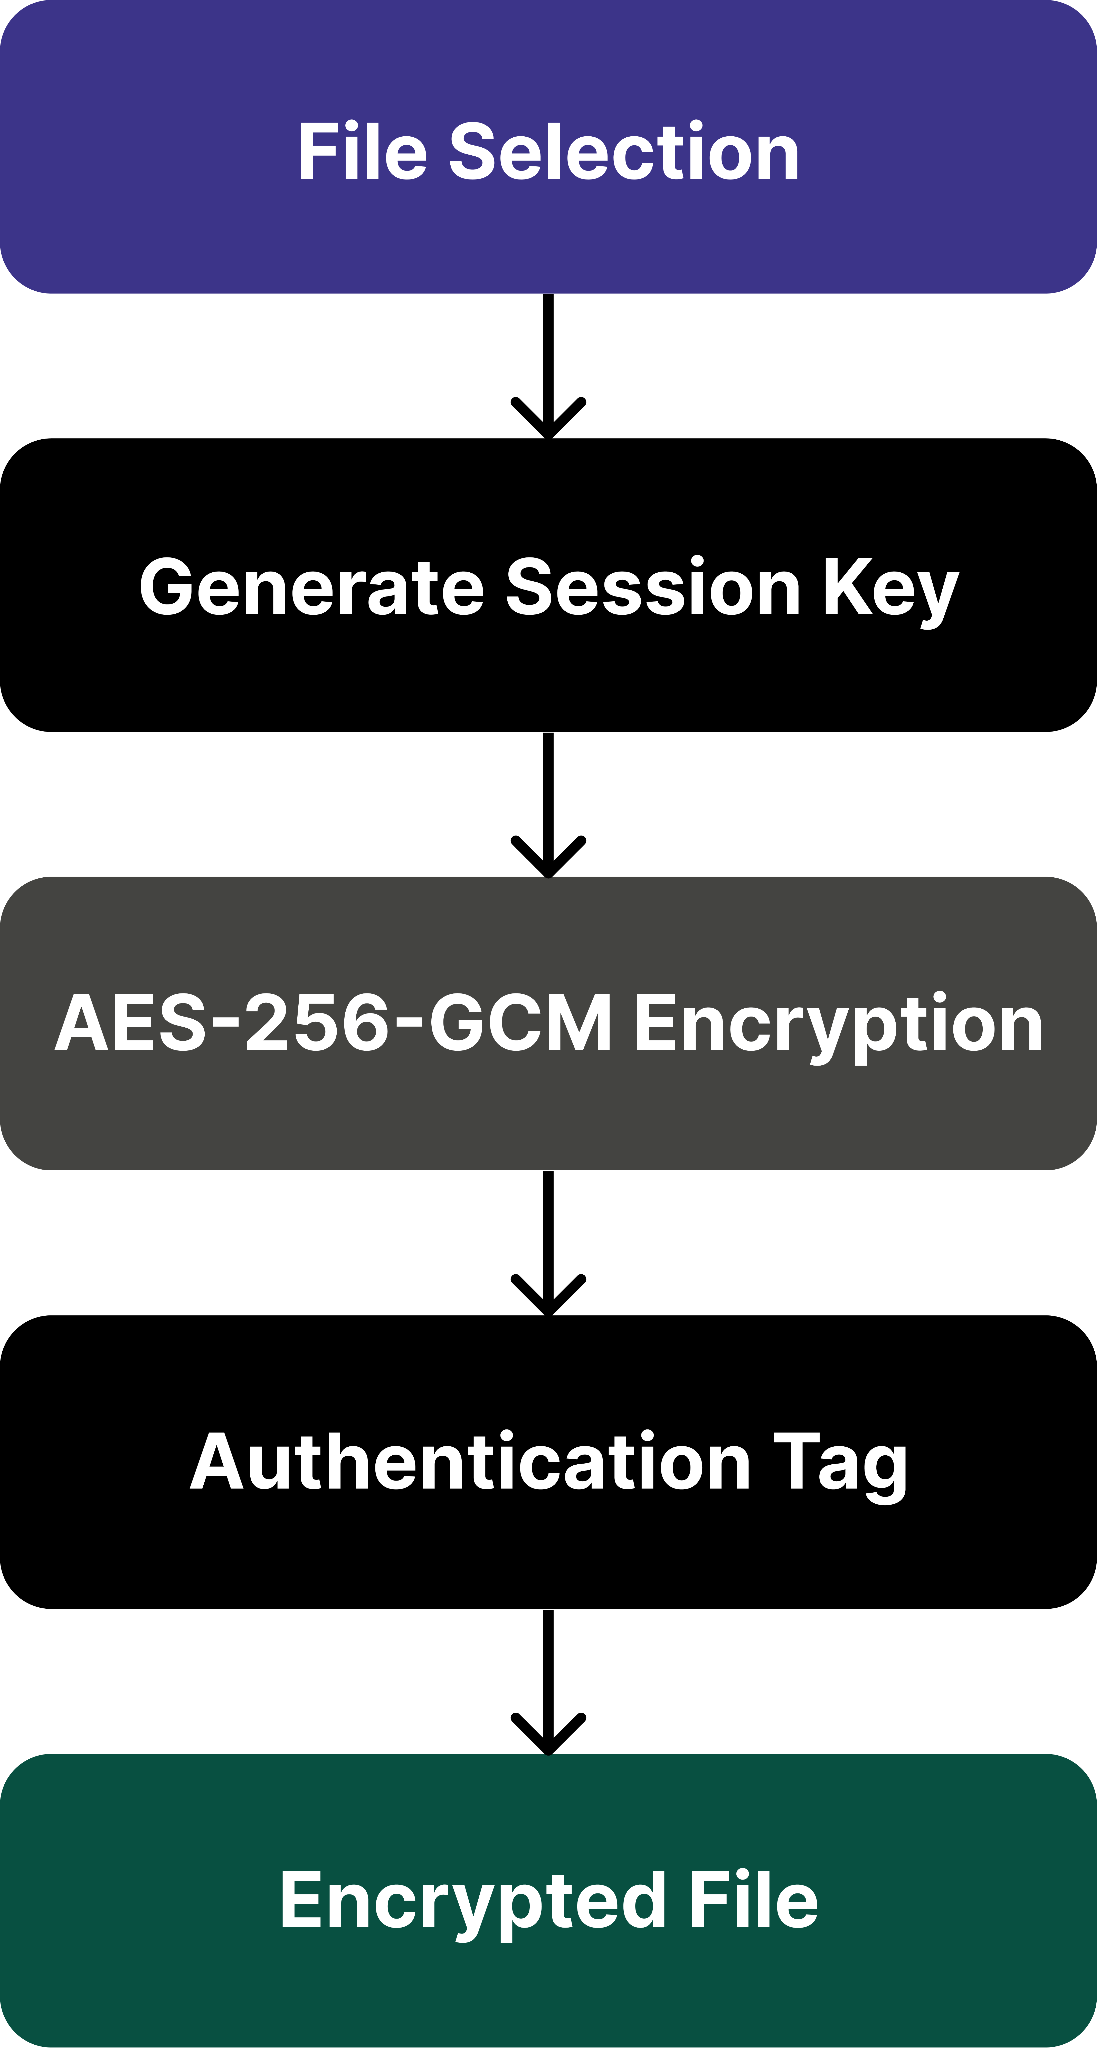 File Selection
Generate Session Key
AES-256-GCM Encryption
Authentication Tag
Encrypted File